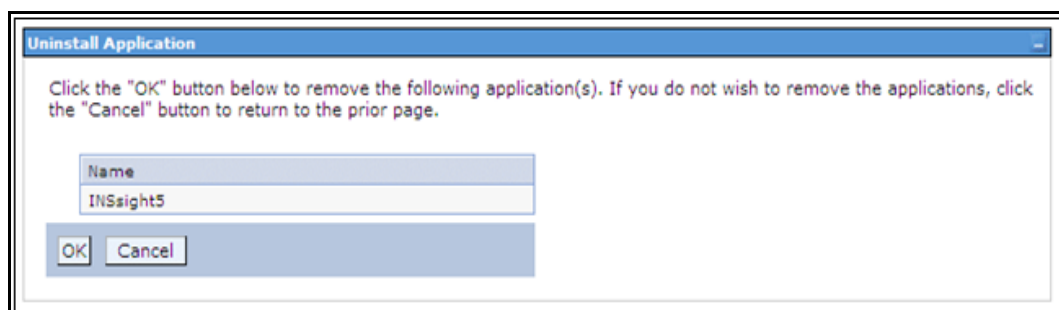 Uninstall Application
Click the "OK" button below to remove the following application(s). If you do not wish to remove the applications, click
the "Cancel" button to return to the prior page.
Name
INSsight5
OK Cancel